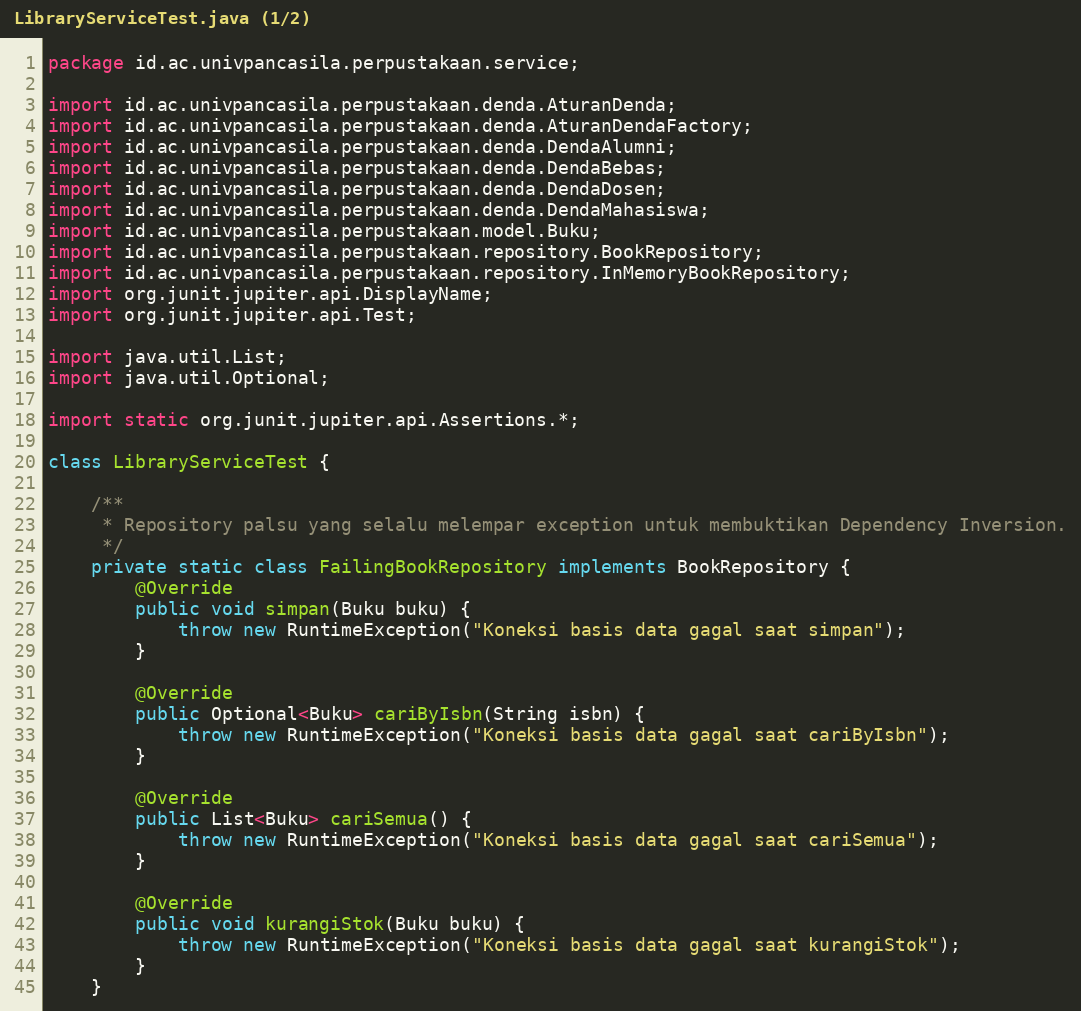 LibraryServiceTest.java (1/2)
1 package id.ac.univpancasila.perpustakaan.service;
2
3 import id.ac.univpancasila.perpustakaan.denda.AturanDenda;
4 import id.ac.univpancasila.perpustakaan.denda.AturanDendaFactory;
5 import id.ac.univpancasila.perpustakaan.denda.DendaAlumni;
6 import id.ac.univpancasila.perpustakaan.denda.DendaBebas;
7 import id.ac.univpancasila.perpustakaan.denda.DendaDosen;
8 import id.ac.univpancasila.perpustakaan.denda.DendaMahasiswa;
9 import id.ac.univpancasila.perpustakaan.model.Buku;
10 import id.ac.univpancasila.perpustakaan.repository.BookRepository;
11 import id.ac.univpancasila.perpustakaan.repository.InMemoryBookRepository;
12 import org.junit.jupiter.api.DisplayName;
13 import org.junit.jupiter.api.Test;
14
15 import java.util.List;
16 import java.util.Optional;
17
18 import static org.junit.jupiter.api.Assertions.*;
19
20 class LibraryServiceTest {
21
22     /**
23      * Repository palsu yang selalu melempar exception untuk membuktikan Dependency Inversion.
24      */
25     private static class FailingBookRepository implements BookRepository {
26         @Override
27         public void simpan(Buku buku) {
28             throw new RuntimeException("Koneksi basis data gagal saat simpan");
29         }
30
31         @Override
32         public Optional<Buku> cariByIsbn(String isbn) {
33             throw new RuntimeException("Koneksi basis data gagal saat cariByIsbn");
34         }
35
36         @Override
37         public List<Buku> cariSemua() {
38             throw new RuntimeException("Koneksi basis data gagal saat cariSemua");
39         }
40
41         @Override
42         public void kurangiStok(Buku buku) {
43             throw new RuntimeException("Koneksi basis data gagal saat kurangiStok");
44         }
45     }